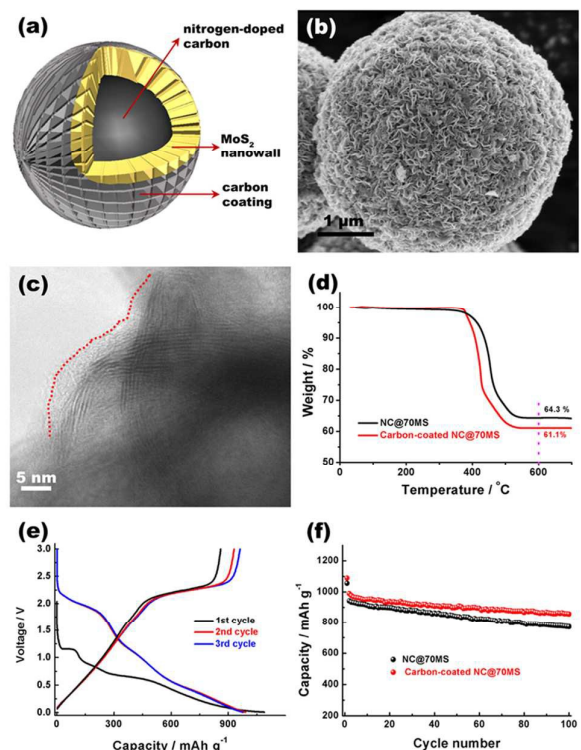 (a)
nitrogen-doped
carbon
MoS₂
nanowall
carbon
coating
(b)
1 µm
(c)
5 nm
(d)
100
90
80
70
60
50
Weight / %
64.3 %
61.1%
NC@70MS
Carbon-coated NC@70MS
0
200
400
600
Temperature / °C
(e)
3.0
2.5
2.0
1.5
1.0
0.5
0.0
Voltage/ V
1st cycle
2nd cycle
3rd cycle
0
300
600
900
Capacity / mAh g⁻¹
(f)
1200
1000
800
600
400
200
Capacity/ mAh g⁻¹
NC@70MS
Carbon-coated NC@70MS
0
20
40
60
80
100
Cycle number